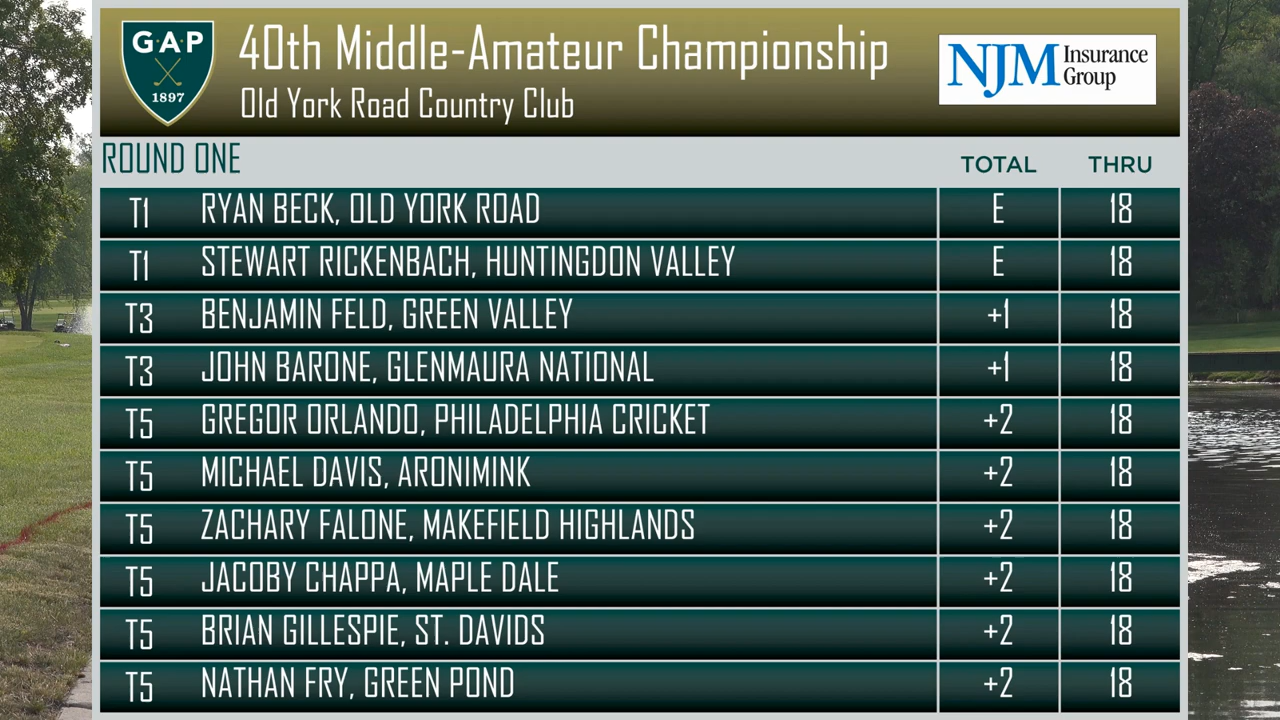 G·A·P
1897
40th Middle-Amateur Championship
Old York Road Country Club
NJM Insurance Group
ROUND ONE TOTAL THRU
T1 RYAN BECK, OLD YORK ROAD E 18
T1 STEWART RICKENBACH, HUNTINGDON VALLEY E 18
T3 BENJAMIN FELD, GREEN VALLEY +1 18
T3 JOHN BARONE, GLENMAURA NATIONAL +1 18
T5 GREGOR ORLANDO, PHILADELPHIA CRICKET +2 18
T5 MICHAEL DAVIS, ARONIMINK +2 18
T5 ZACHARY FALONE, MAKEFIELD HIGHLANDS +2 18
T5 JACOBY CHAPPA, MAPLE DALE +2 18
T5 BRIAN GILLESPIE, ST. DAVIDS +2 18
T5 NATHAN FRY, GREEN POND +2 18